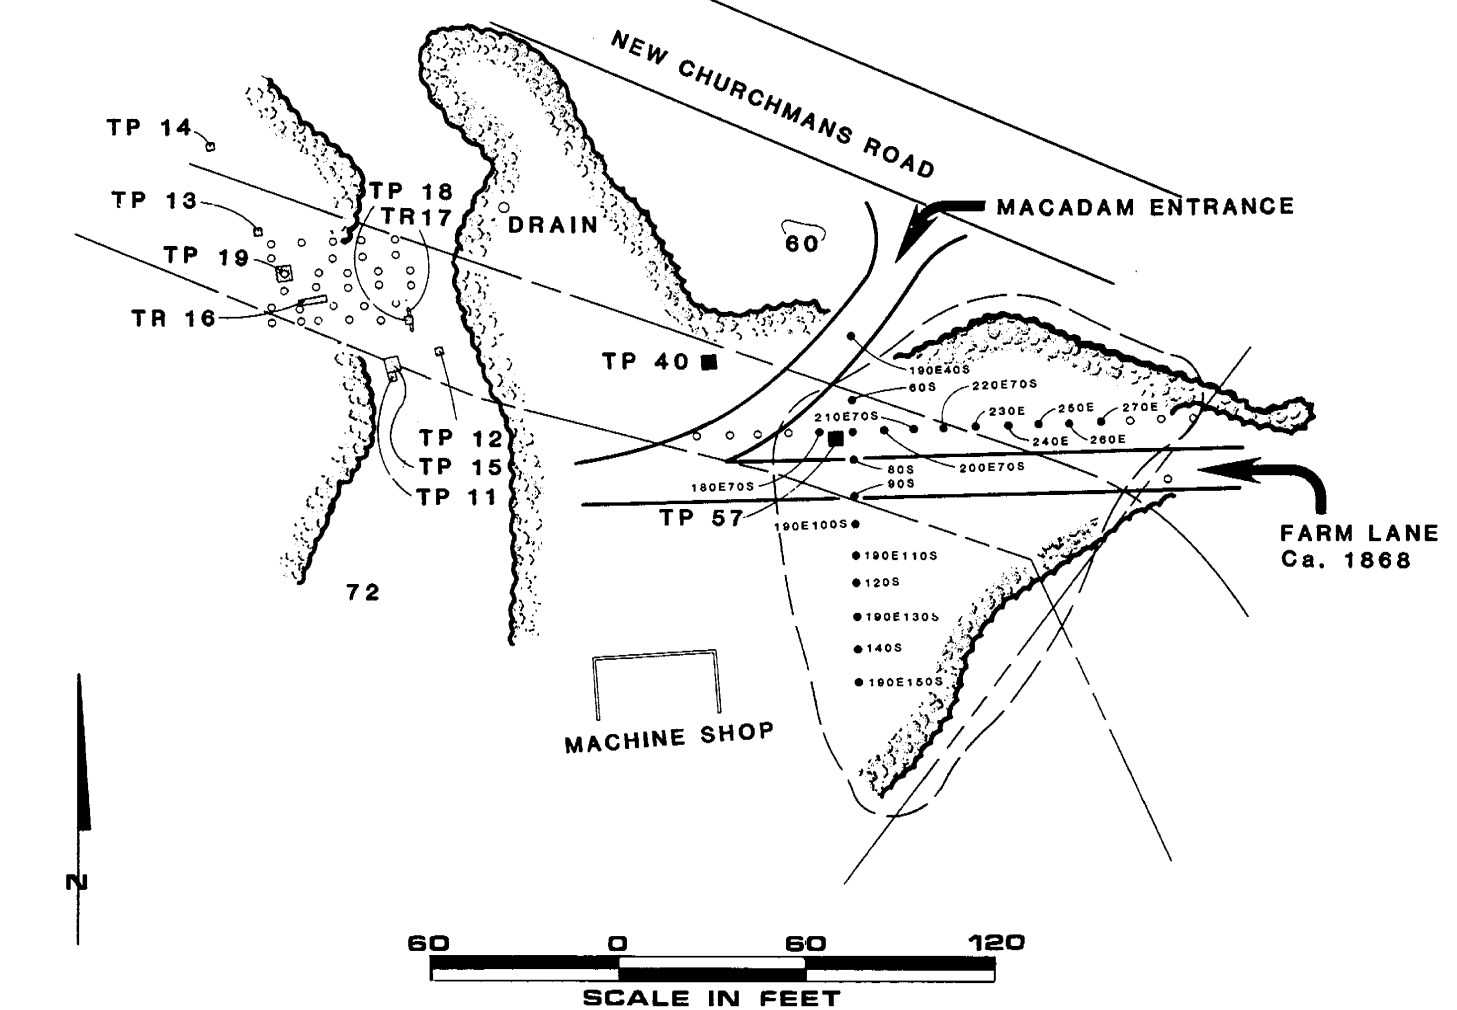 NEW CHURCHMANS ROAD
TP 14
TP 18
TP 13
TR17
MACADAM ENTRANCE
DRAIN
60
TP 19
TR 16
TP 40
190E40S
60S
220E70S
210E70S
230E
250E
270E
240E
260E
TP 12
TP 15
TP 11
80S
200E70S
180E70S
90S
TP 57
190E100S
FARM LANE
Ca. 1868
190E110S
72
120S
190E130S
140S
190E150S
MACHINE SHOP
N
60 0 60 120
SCALE IN FEET